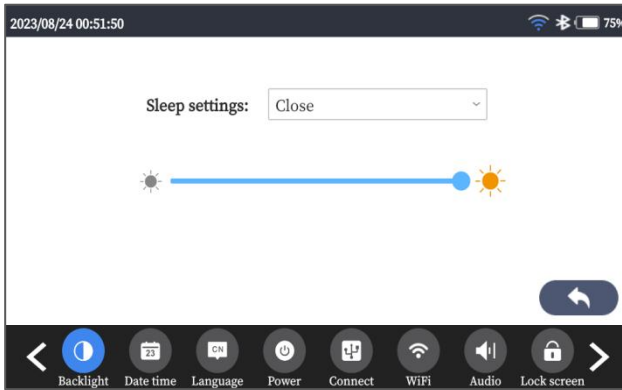 2023/08/24 00:51:50 75%
Sleep settings: Close
23 CN
Backlight Date time Language Power Connect WiFi Audio Lock screen